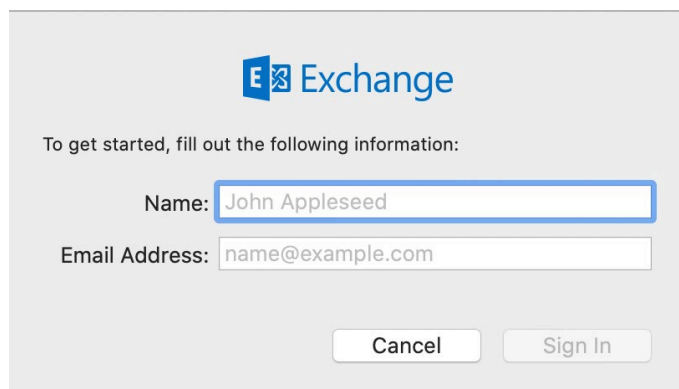 E Exchange
To get started, fill out the following information:
Name: John Appleseed
Email Address: name@example.com
Cancel Sign In